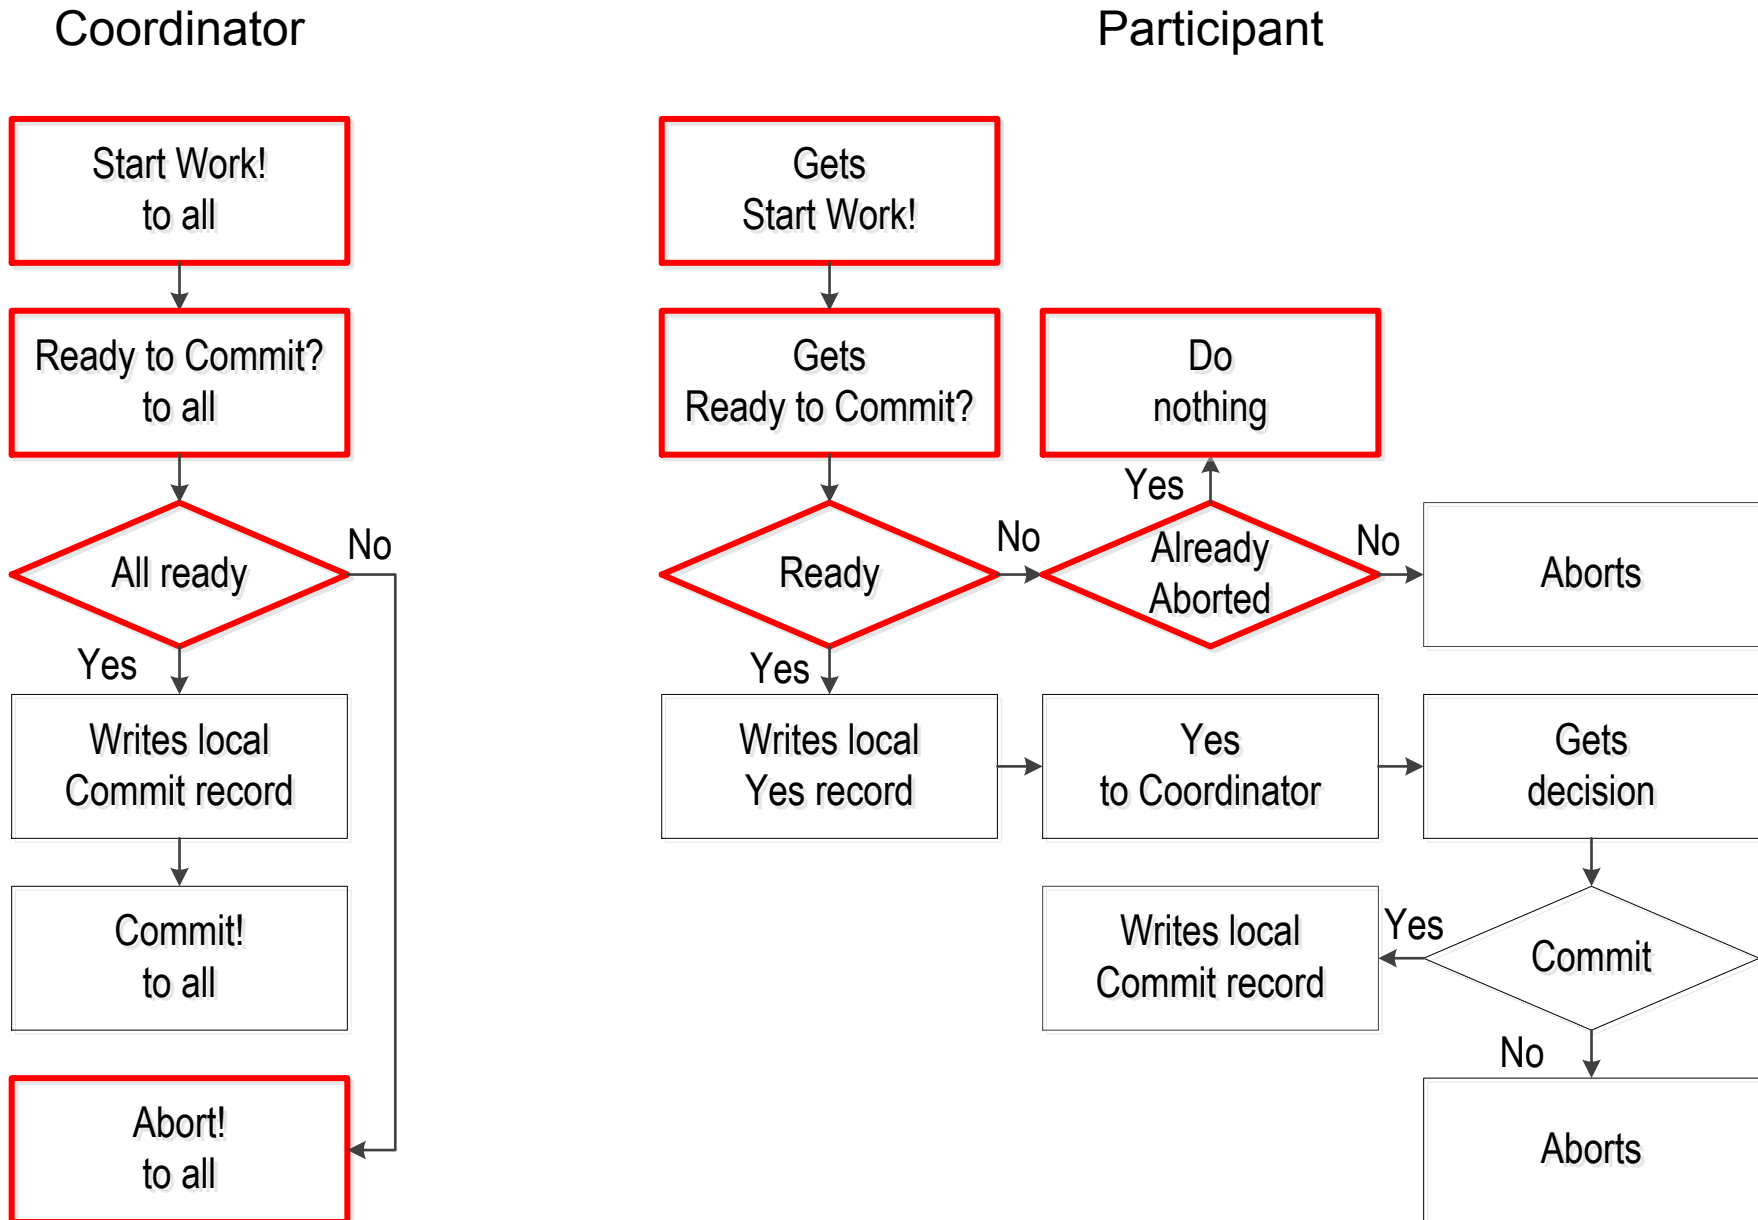 Coordinator
Participant
Start Work!
to all
Ready to Commit?
to all
All ready
No
Yes
Writes local
Commit record
Commit!
to all
Abort!
to all
Gets
Start Work!
Gets
Ready to Commit?
Do
nothing
Yes
Ready
No
Already
Aborted
No
Aborts
Yes
Writes local
Yes record
Yes
to Coordinator
Gets
decision
Writes local
Commit record
Yes
Commit
No
Aborts